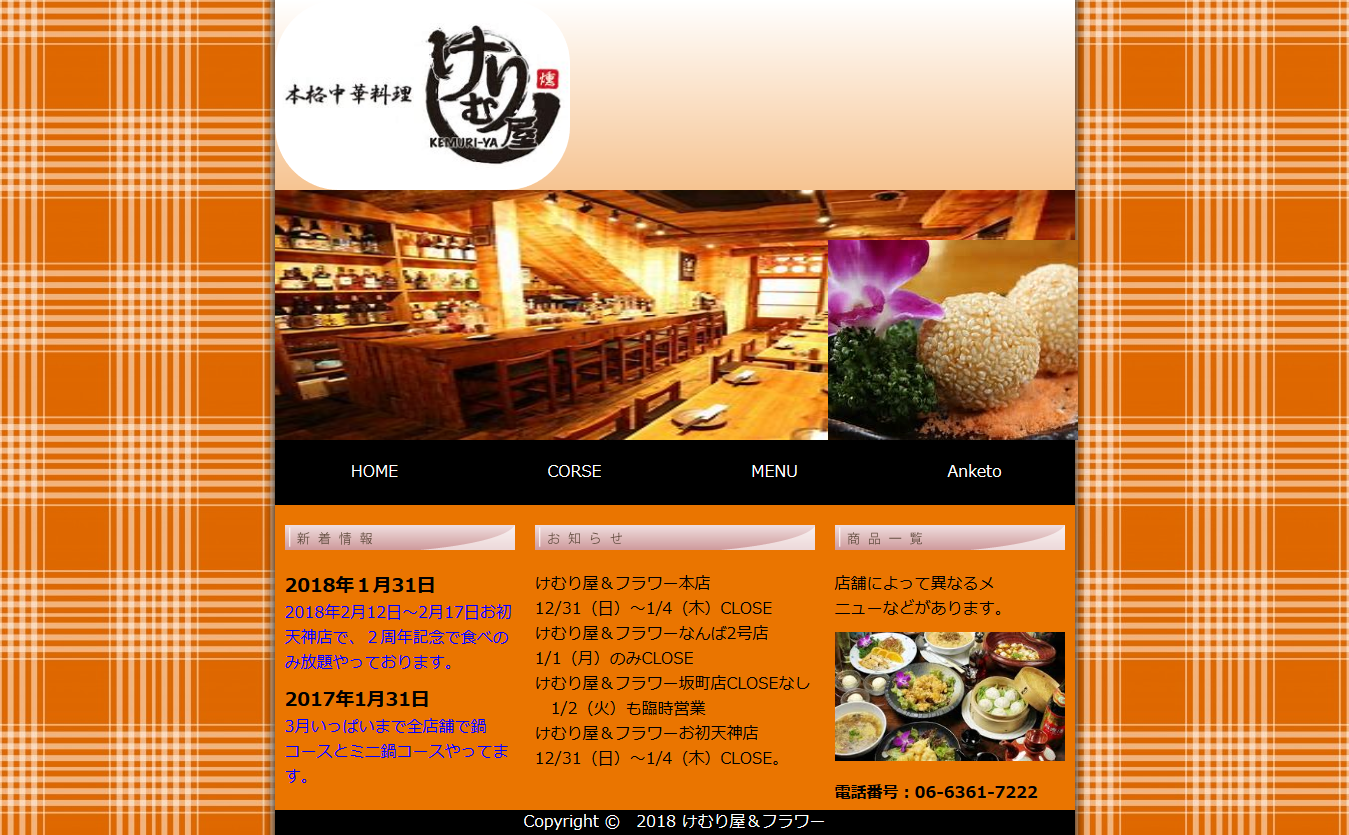 本格中華料理
けむり屋
燻
KEMURI-YA
HOME CORSE MENU Anketo
新着情報
2018年１月31日
2018年2月12日～2月17日お初
天神店で、２周年記念で食べの
み放題やっております。
2017年1月31日
3月いっぱいまで全店舗で鍋
コースとミニ鍋コースやってま
す。
お知らせ
けむり屋＆フラワー本店
12/31（日）～1/4（木）CLOSE
けむり屋＆フラワーなんば2号店
1/1（月）のみCLOSE
けむり屋＆フラワー坂町店CLOSEなし
　1/2（火）も臨時営業
けむり屋＆フラワーお初天神店
12/31（日）～1/4（木）CLOSE。
商品一覧
店舗によって異なるメ
ニューなどがあります。
電話番号：06-6361-7222
Copyright ©　2018 けむり屋＆フラワー